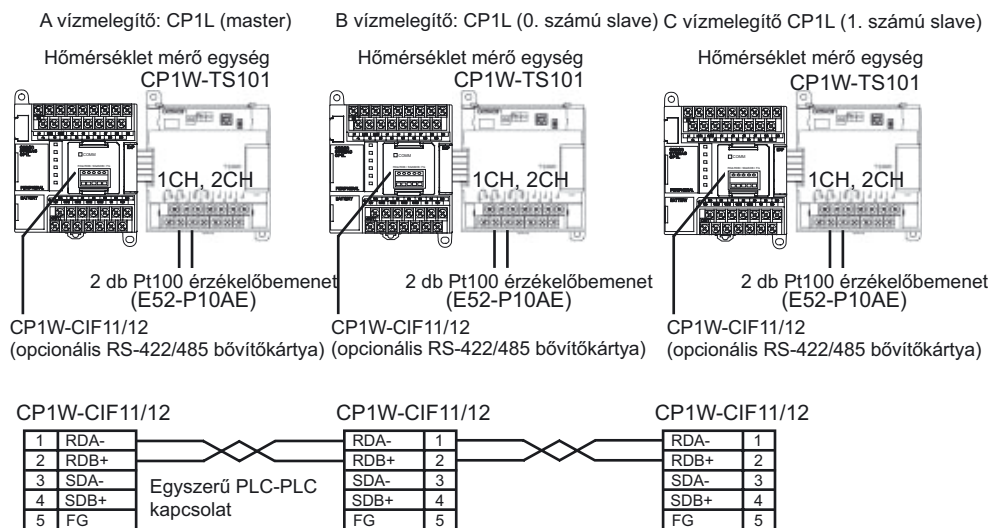 A vízmelegítő: CP1L (master)
B vízmelegítő: CP1L (0. számú slave)
C vízmelegítő CP1L (1. számú slave)
Hőmérséklet mérő egység
CP1W-TS101
Hőmérséklet mérő egység
CP1W-TS101
Hőmérséklet mérő egység
CP1W-TS101
COMM
1CH, 2CH
COMM
1CH, 2CH
COMM
1CH, 2CH
2 db Pt100 érzékelőbemenet
(E52-P10AE)
2 db Pt100 érzékelőbemenet
(E52-P10AE)
2 db Pt100 érzékelőbemenet
(E52-P10AE)
CP1W-CIF11/12
(opcionális RS-422/485 bővítőkártya)
CP1W-CIF11/12
(opcionális RS-422/485 bővítőkártya)
CP1W-CIF11/12
(opcionális RS-422/485 bővítőkártya)
CP1W-CIF11/12
1 RDA-
2 RDB+
3 SDA-
4 SDB+
5 FG
Egyszerű PLC-PLC
kapcsolat
CP1W-CIF11/12
RDA- 1
RDB+ 2
SDA- 3
SDB+ 4
FG 5
CP1W-CIF11/12
RDA- 1
RDB+ 2
SDA- 3
SDB+ 4
FG 5